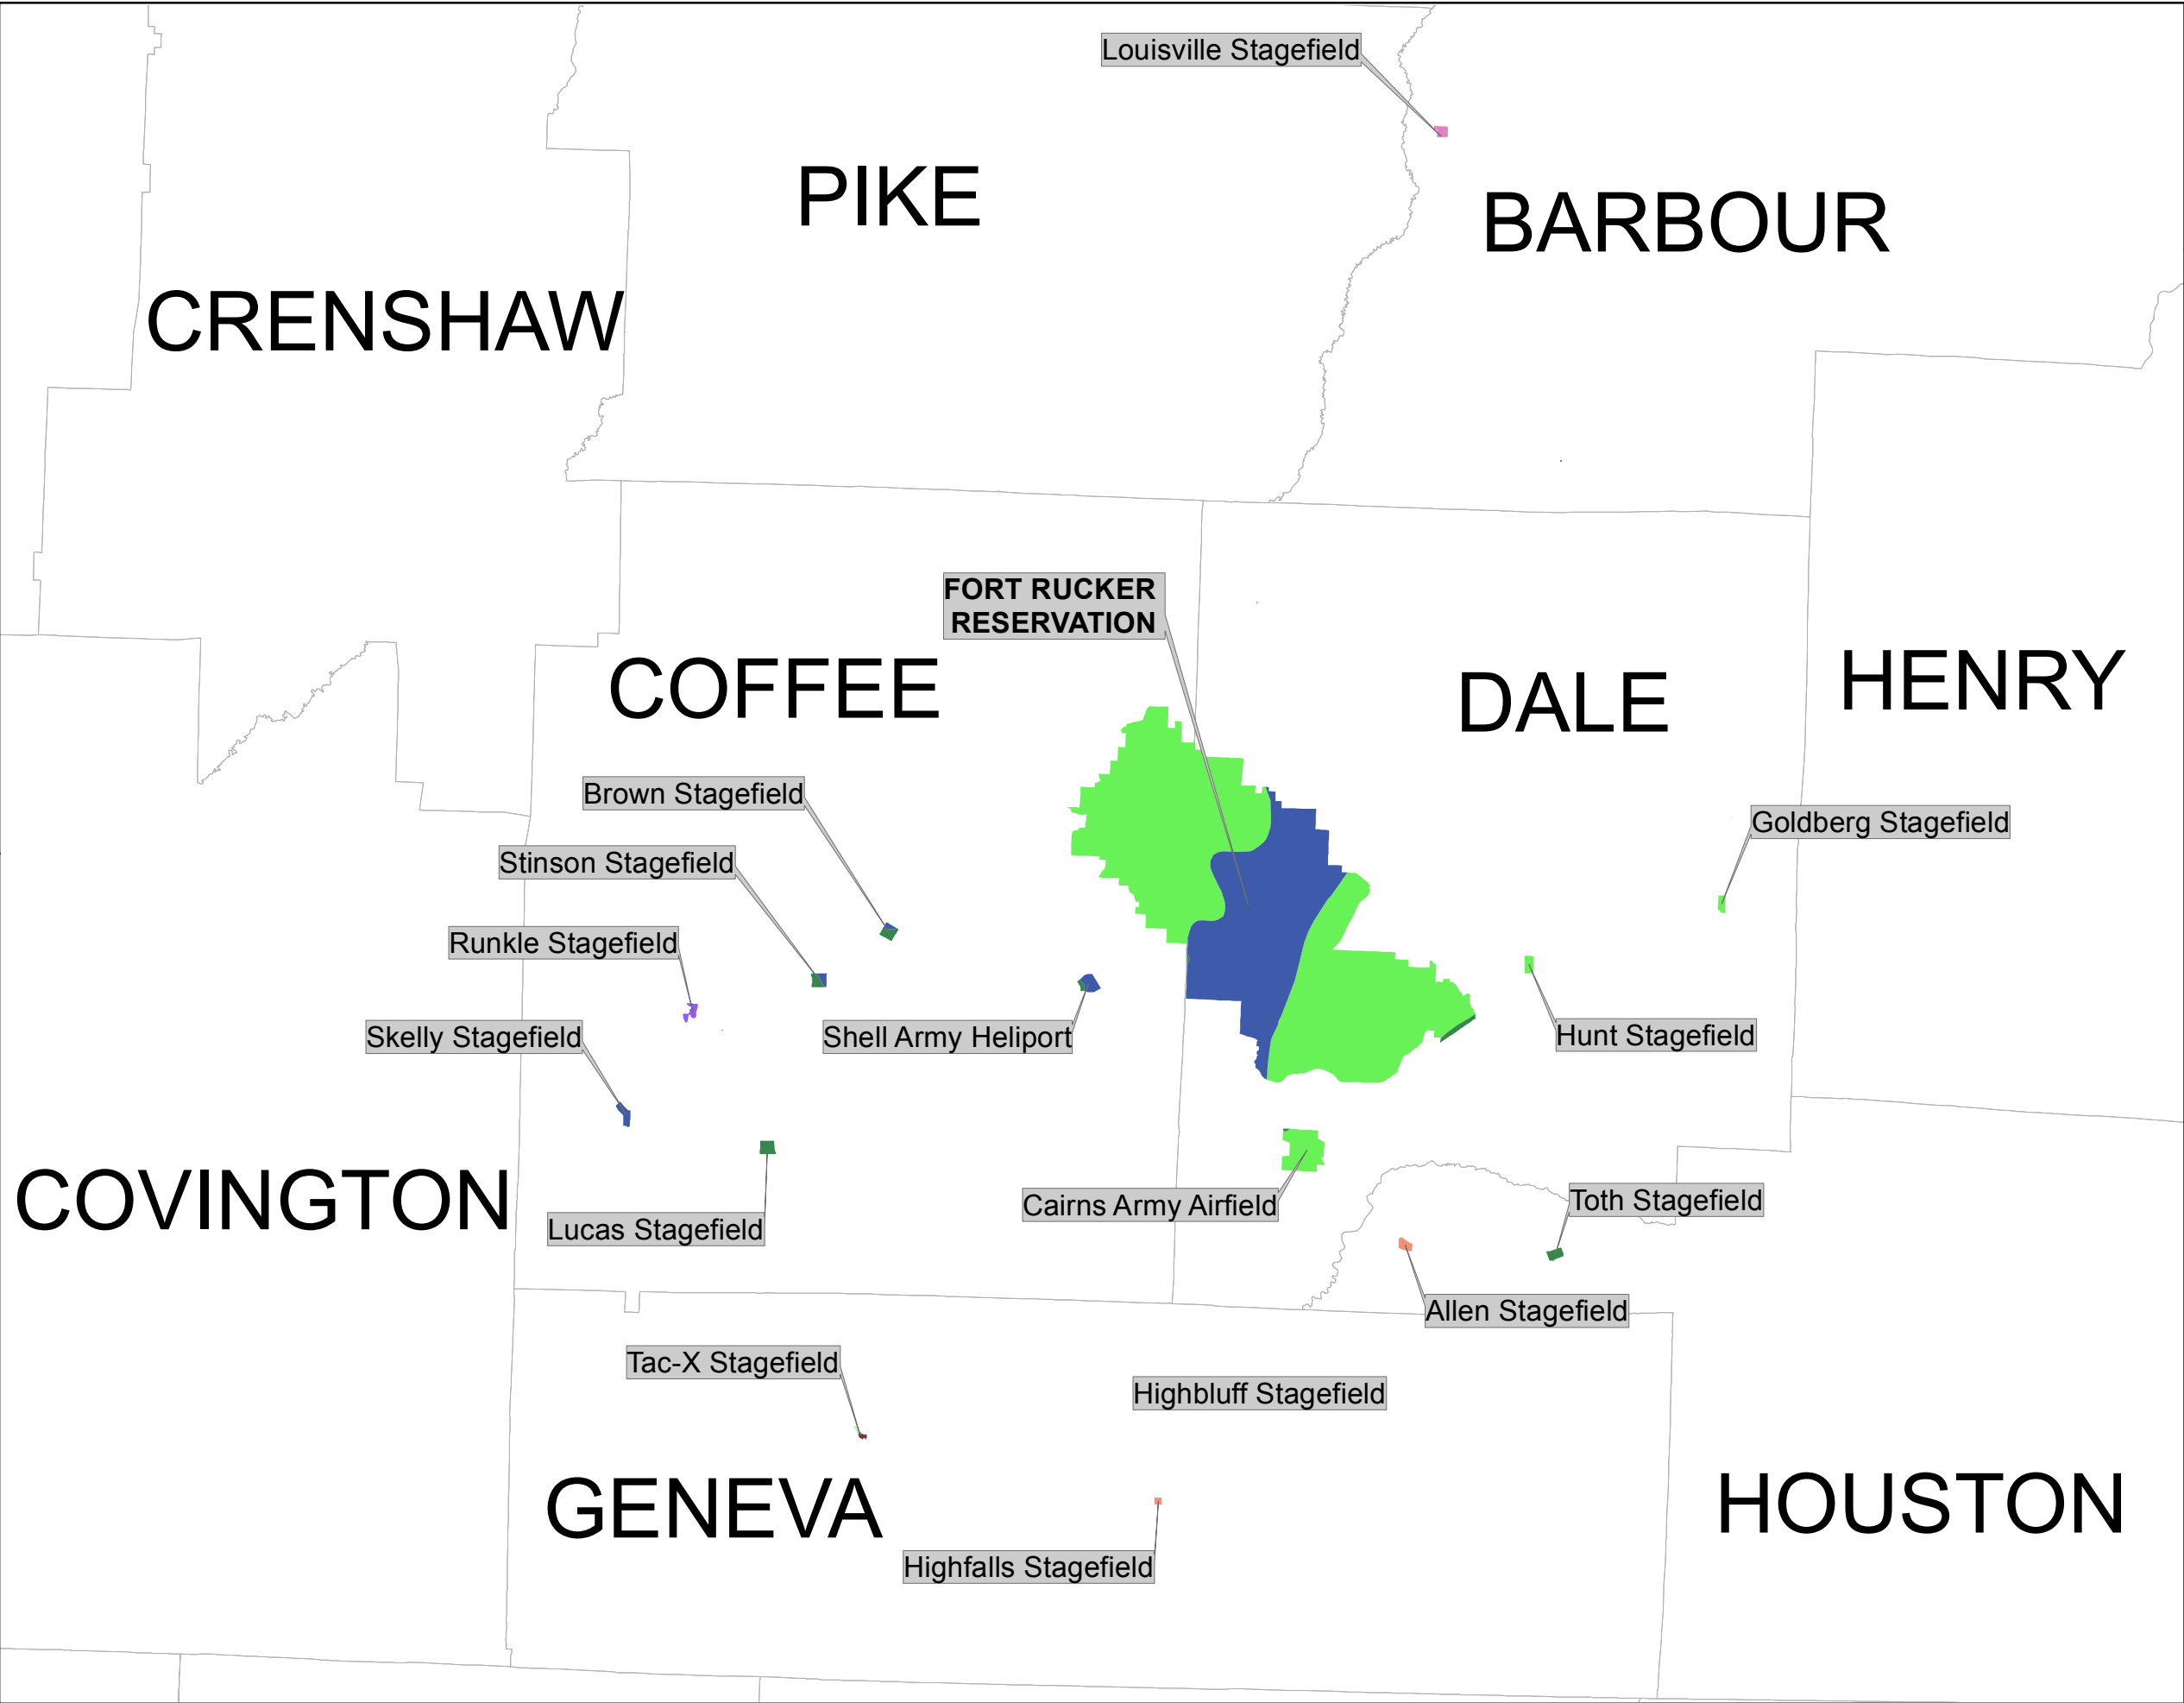 Louisville Stagefield
PIKE
BARBOUR
CRENSHAW
FORT RUCKER
RESERVATION
COFFEE
DALE
HENRY
Brown Stagefield
Goldberg Stagefield
Stinson Stagefield
Runkle Stagefield
Skelly Stagefield
Shell Army Heliport
Hunt Stagefield
COVINGTON
Lucas Stagefield
Cairns Army Airfield
Toth Stagefield
Allen Stagefield
Tac-X Stagefield
Highbluff Stagefield
GENEVA
HOUSTON
Highfalls Stagefield